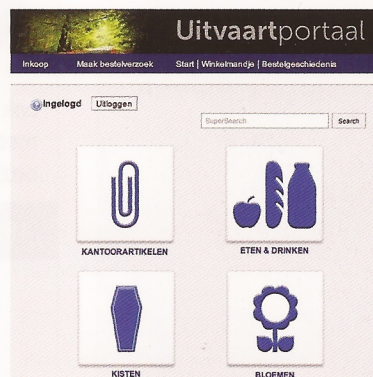 Uitvaartportaal
Inkoop Maak bestelverzoek Start | Winkelmandje | Bestelgeschiedenis
Ingelogd Uitloggen
SuperSearch Search
KANTOORARTIKELEN ETEN & DRINKEN
KISTEN BLOEMEN